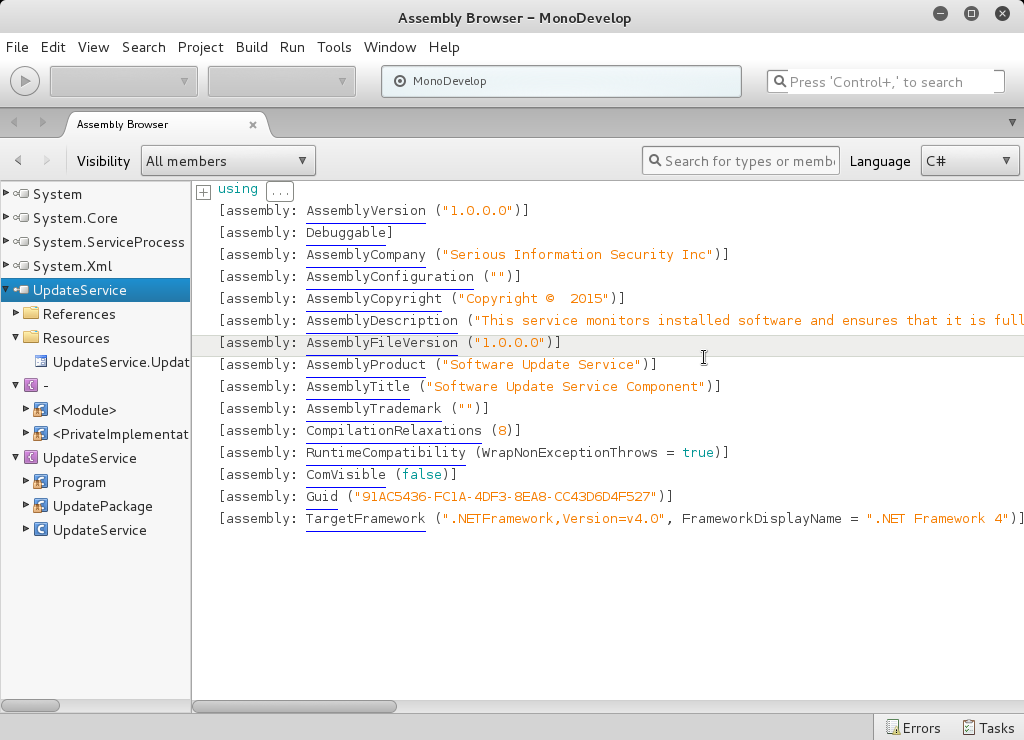 Assembly Browser – MonoDevelop
File Edit View Search Project Build Run Tools Window Help
MonoDevelop
Press 'Control+,' to search
Assembly Browser
Visibility All members
Search for types or membe
Language C#
System
System.Core
System.ServiceProcess
System.Xml
UpdateService
References
Resources
UpdateService.Updat
-
<Module>
<PrivateImplementat
UpdateService
Program
UpdatePackage
UpdateService
using ...
[assembly: AssemblyVersion ("1.0.0.0")]
[assembly: Debuggable]
[assembly: AssemblyCompany ("Serious Information Security Inc")]
[assembly: AssemblyConfiguration ("")]
[assembly: AssemblyCopyright ("Copyright ©  2015")]
[assembly: AssemblyDescription ("This service monitors installed software and ensures that it is full
[assembly: AssemblyFileVersion ("1.0.0.0")]
[assembly: AssemblyProduct ("Software Update Service")]
[assembly: AssemblyTitle ("Software Update Service Component")]
[assembly: AssemblyTrademark ("")]
[assembly: CompilationRelaxations (8)]
[assembly: RuntimeCompatibility (WrapNonExceptionThrows = true)]
[assembly: ComVisible (false)]
[assembly: Guid ("91AC5436-FC1A-4DF3-8EA8-CC43D6D4F527")]
[assembly: TargetFramework (".NETFramework,Version=v4.0", FrameworkDisplayName = ".NET Framework 4")]
Errors Tasks